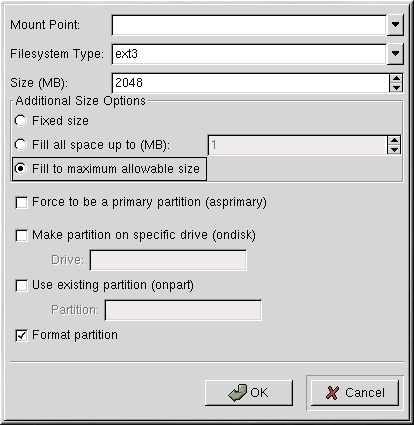 Mount Point:
Filesystem Type: ext3
Size (MB): 2048
Additional Size Options
Fixed size
Fill all space up to (MB): 1
Fill to maximum allowable size
Force to be a primary partition (asprimary)
Make partition on specific drive (ondisk)
Drive:
Use existing partition (onpart)
Partition:
Format partition
OK Cancel